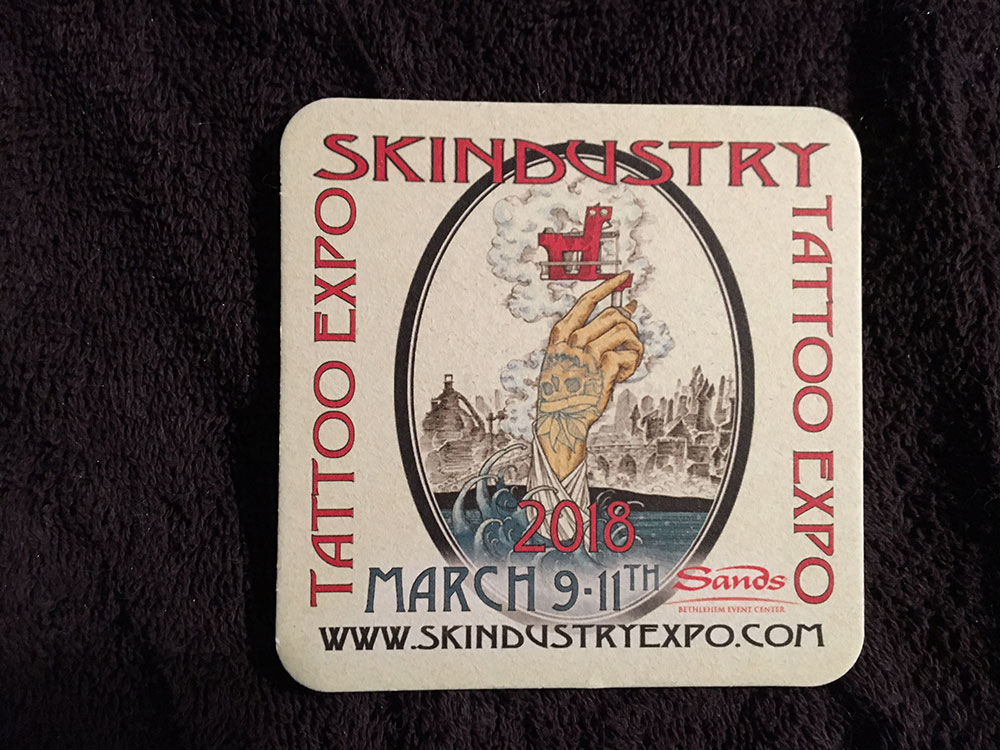 SKINDUSTRY
TATTOO EXPO
TATTOO EXPO
2018
MARCH 9-11TH
Sands
BETHLEHEM EVENT CENTER
WWW.SKINDUSTRYEXPO.COM